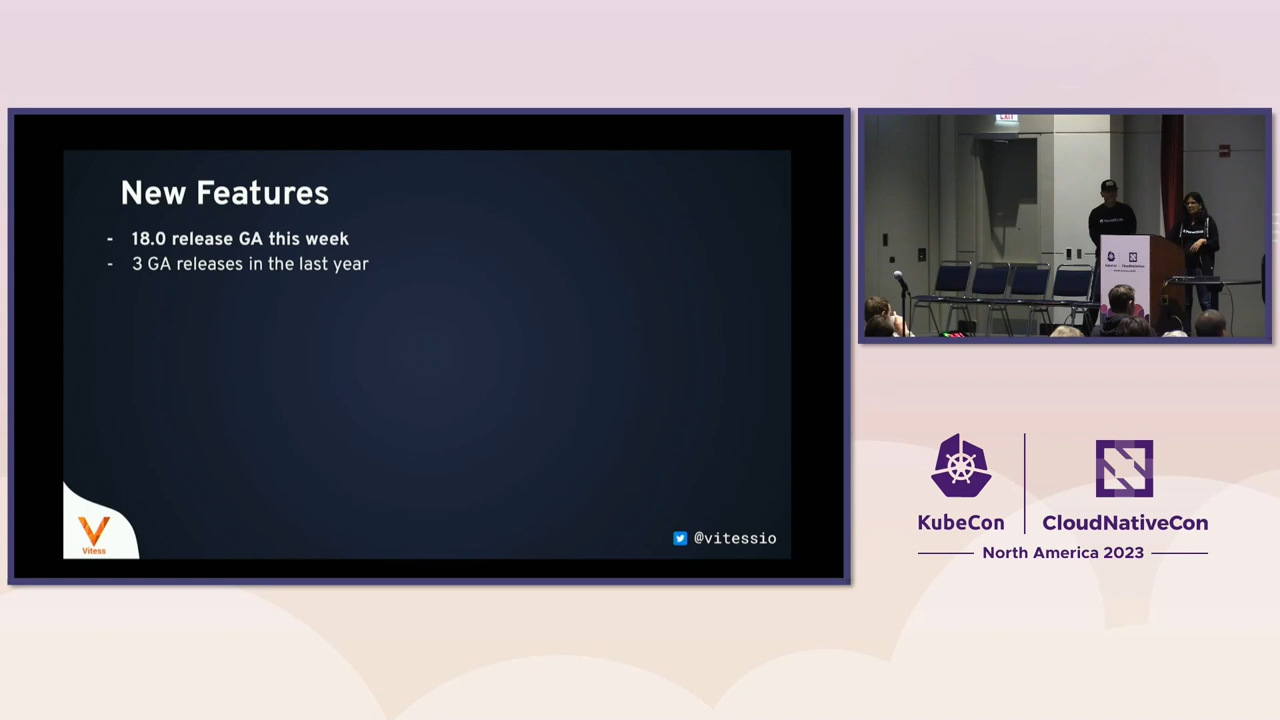 New Features
- 18.0 release GA this week
- 3 GA releases in the last year
Vitess
@vitessio
EXIT
KubeCon
CloudNativeCon
North America 2023